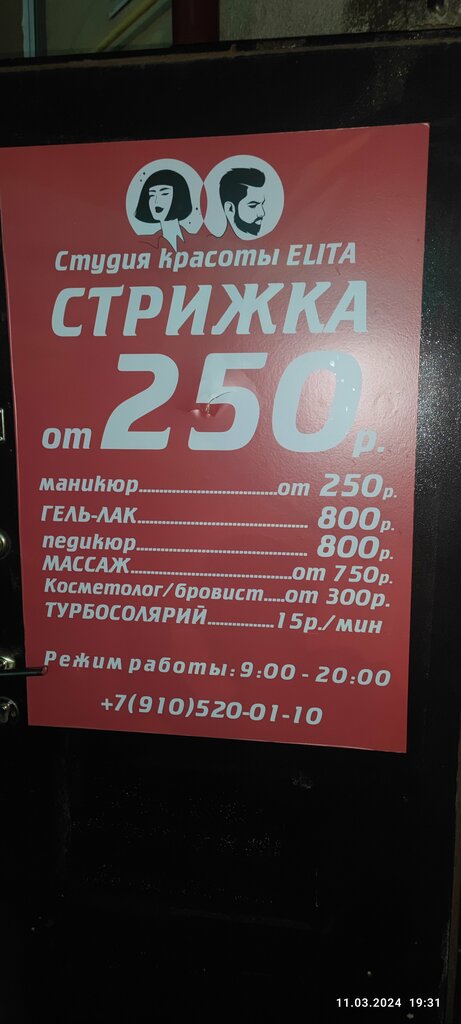 Студия красоты ELITA
СТРИЖКА
от 250 р.
маникюр.................................от 250р.
ГЕЛЬ-ЛАК......................................... 800р.
педикюр......................................... 800р.
МАССАЖ.......................................от 750р.
Косметолог/бровист.....от 300р.
ТУРБОСОЛЯРИЙ................15р./мин
Режим работы: 9:00 - 20:00
+7(910)520-01-10
11.03.2024 19:31